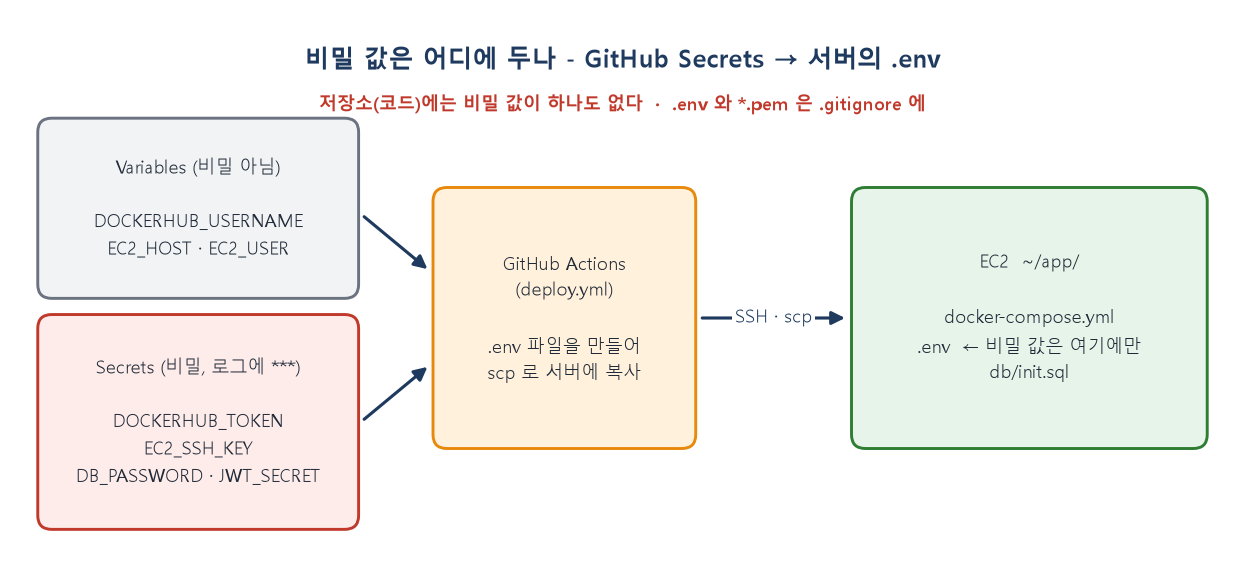 비밀 값은 어디에 두나 - GitHub Secrets → 서버의 .env
저장소(코드)에는 비밀 값이 하나도 없다 · .env 와 *.pem 은 .gitignore 에
Variables (비밀 아님)
DOCKERHUB_USERNAME
EC2_HOST · EC2_USER
Secrets (비밀, 로그에 ***)
DOCKERHUB_TOKEN
EC2_SSH_KEY
DB_PASSWORD · JWT_SECRET
GitHub Actions
(deploy.yml)
.env 파일을 만들어
scp 로 서버에 복사
SSH · scp
EC2 ~/app/
docker-compose.yml
.env ← 비밀 값은 여기에만
db/init.sql